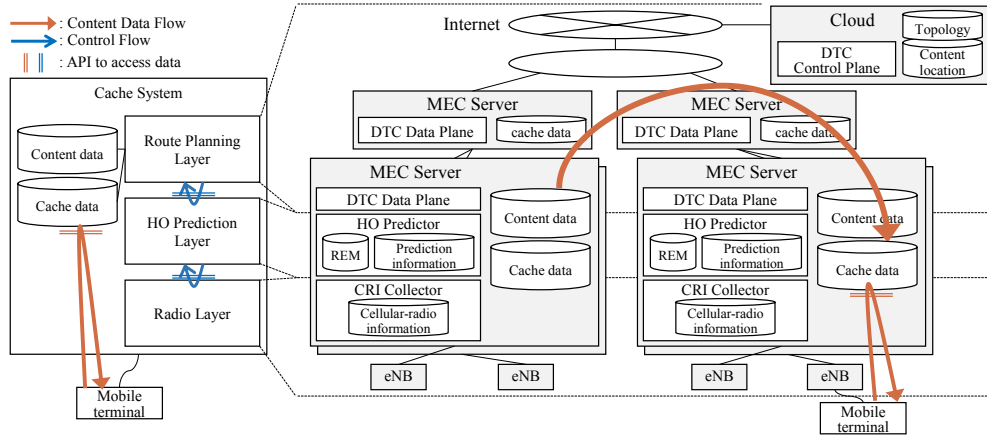 : Content Data Flow
: Control Flow
: API to access data
Cache System
Content data
Cache data
Route Planning
Layer
HO Prediction
Layer
Radio Layer
Mobile
terminal
Internet
Cloud
DTC
Control Plane
Topology
Content
location
MEC Server
DTC Data Plane
cache data
MEC Server
DTC Data Plane
cache data
MEC Server
DTC Data Plane
HO Predictor
REM
Prediction
information
CRI Collector
Cellular-radio
information
Content data
Cache data
eNB
eNB
MEC Server
DTC Data Plane
HO Predictor
REM
Prediction
information
CRI Collector
Cellular-radio
information
Content data
Cache data
eNB
eNB
Mobile
terminal